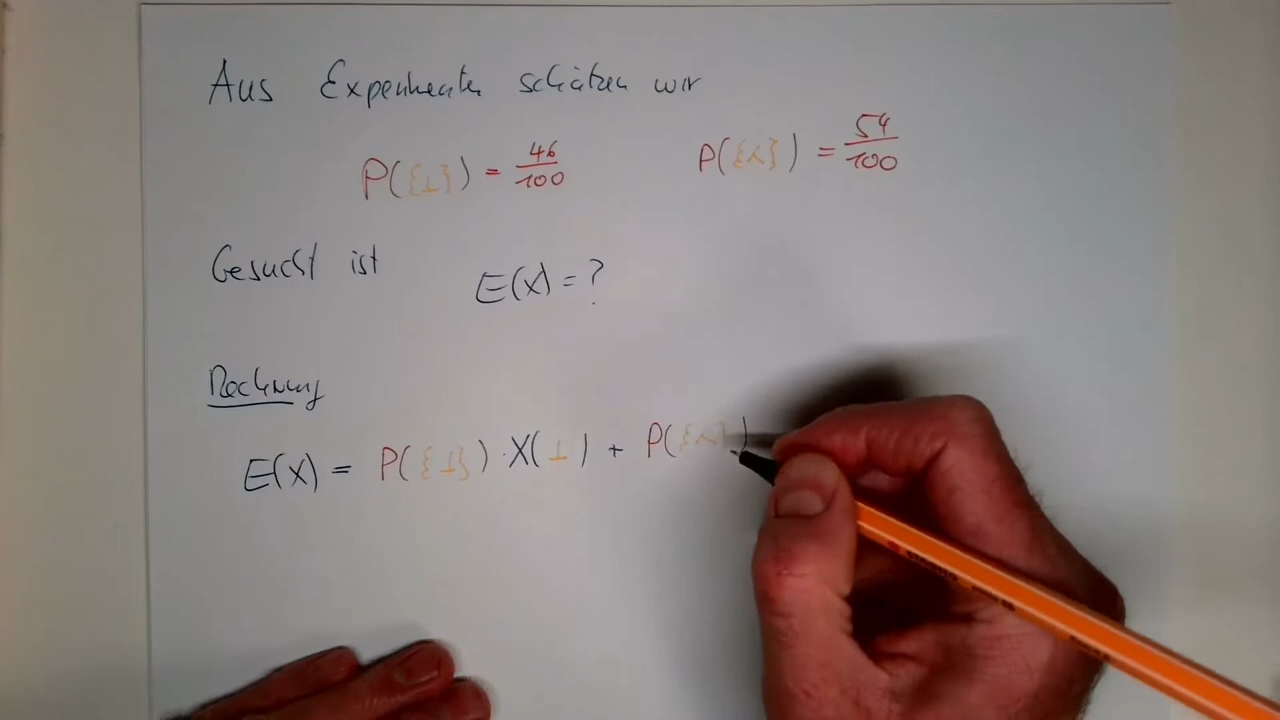 Aus Experimenten schätzen wir
P({⊥}) = 46/100 P({⋌}) = 54/100
Gesucht ist E(X) = ?
Rechnung
E(X) = P({⊥}) · X(⊥) + P({⋌})